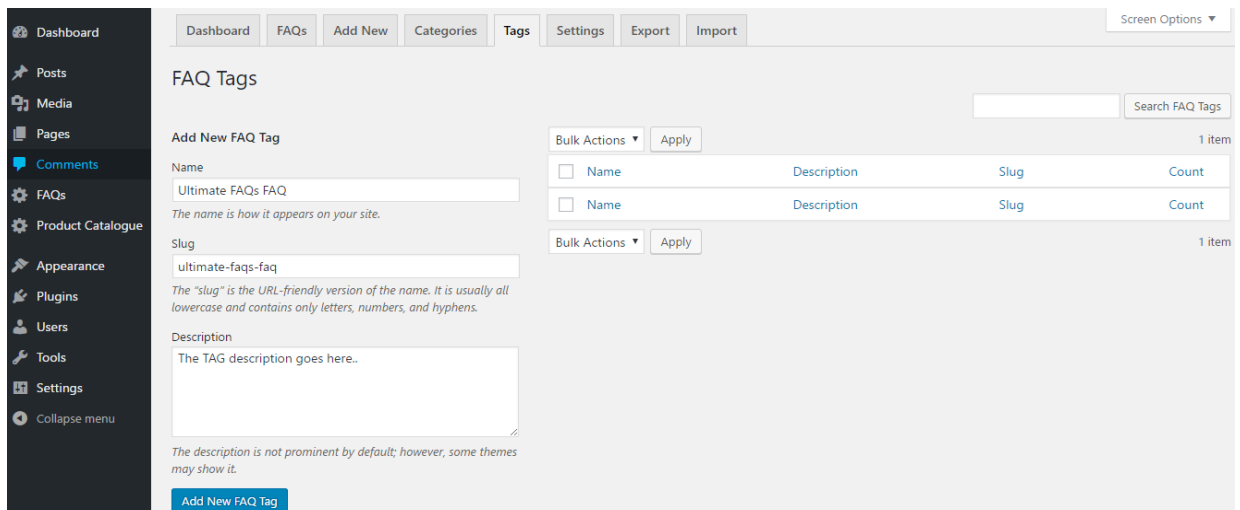 Dashboard
Posts
Media
Pages
Comments
FAQs
Product Catalogue
Appearance
Plugins
Users
Tools
Settings
Collapse menu
Dashboard FAQs Add New Categories Tags Settings Export Import
Screen Options ▼
FAQ Tags
Search FAQ Tags
Add New FAQ Tag
Name
Ultimate FAQs FAQ
The name is how it appears on your site.
Slug
ultimate-faqs-faq
The "slug" is the URL-friendly version of the name. It is usually all
lowercase and contains only letters, numbers, and hyphens.
Description
The TAG description goes here..
The description is not prominent by default; however, some themes
may show it.
Add New FAQ Tag
Bulk Actions ▼ Apply 1 item
Name Description Slug Count
Name Description Slug Count
Bulk Actions ▼ Apply 1 item